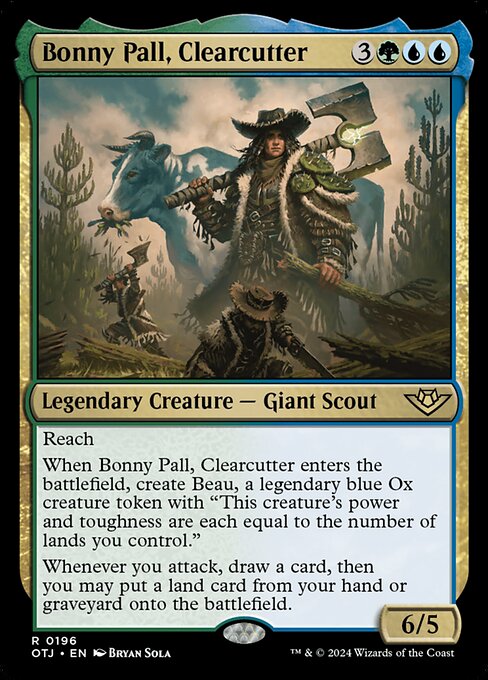 Bonny Pall, Clearcutter 3
Legendary Creature — Giant Scout
Reach
When Bonny Pall, Clearcutter enters the
battlefield, create Beau, a legendary blue Ox
creature token with “This creature’s power
and toughness are each equal to the number of
lands you control.”
Whenever you attack, draw a card, then
you may put a land card from your hand or
graveyard onto the battlefield.
6/5
R 0196
OTJ • EN Bryan Sola
™ & © 2024 Wizards of the Coast